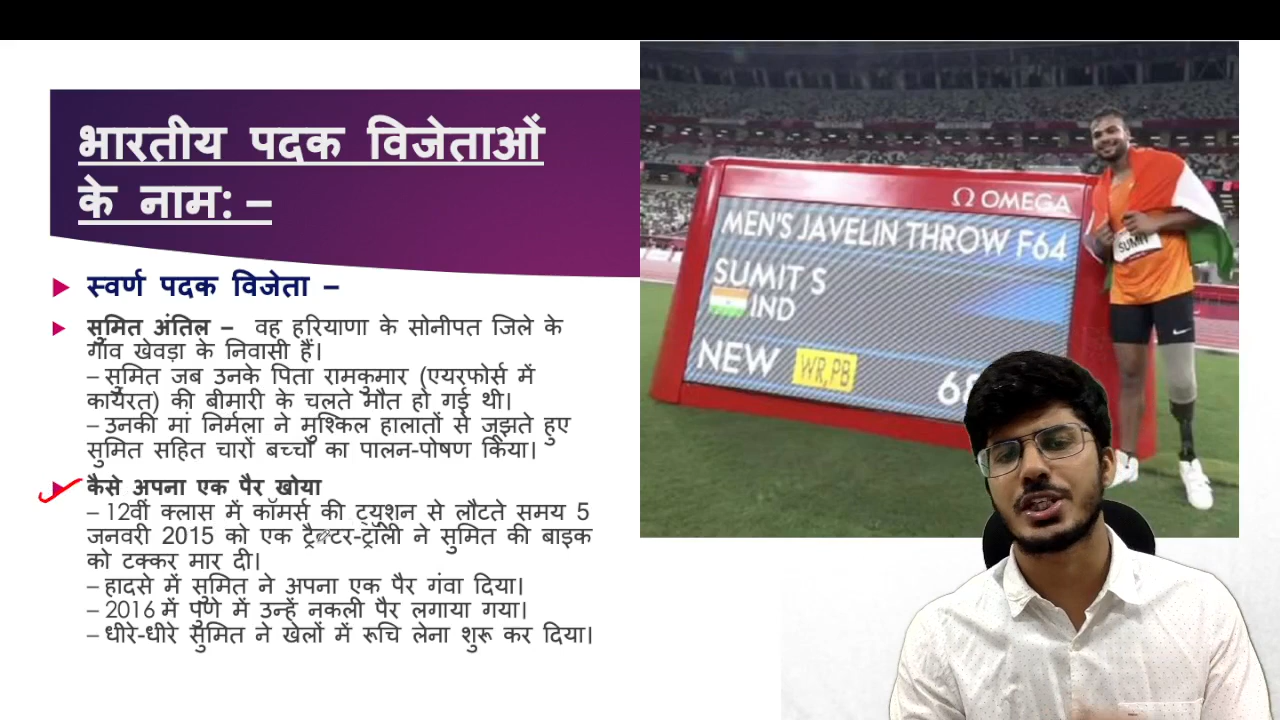 भारतीय पदक विजेताओं
के नाम: –
स्वर्ण पदक विजेता –
सुमित अंतिल – वह हरियाणा के सोनीपत जिले के
गांव खेवड़ा के निवासी हैं।
– सुमित जब उनके पिता रामकुमार (एयरफोर्स में
कार्यरत) की बीमारी के चलते मौत हो गई थी।
– उनकी मां निर्मला ने मुश्किल हालातों से जूझते हुए
सुमित सहित चारों बच्चों का पालन-पोषण किया।
कैसे अपना एक पैर खोया
– 12वीं क्लास में कॉमर्स की ट्यूशन से लौटते समय 5
जनवरी 2015 को एक ट्रैक्टर-ट्रॉली ने सुमित की बाइक
को टक्कर मार दी।
– हादसे में सुमित ने अपना एक पैर गंवा दिया।
– 2016 में पुणे में उन्हें नकली पैर लगाया गया।
– धीरे-धीरे सुमित ने खेलों में रूचि लेना शुरू कर दिया।
Ω OMEGA
MEN'S JAVELIN THROW F64
SUMIT S
IND
NEW WR,PB
SUMIT